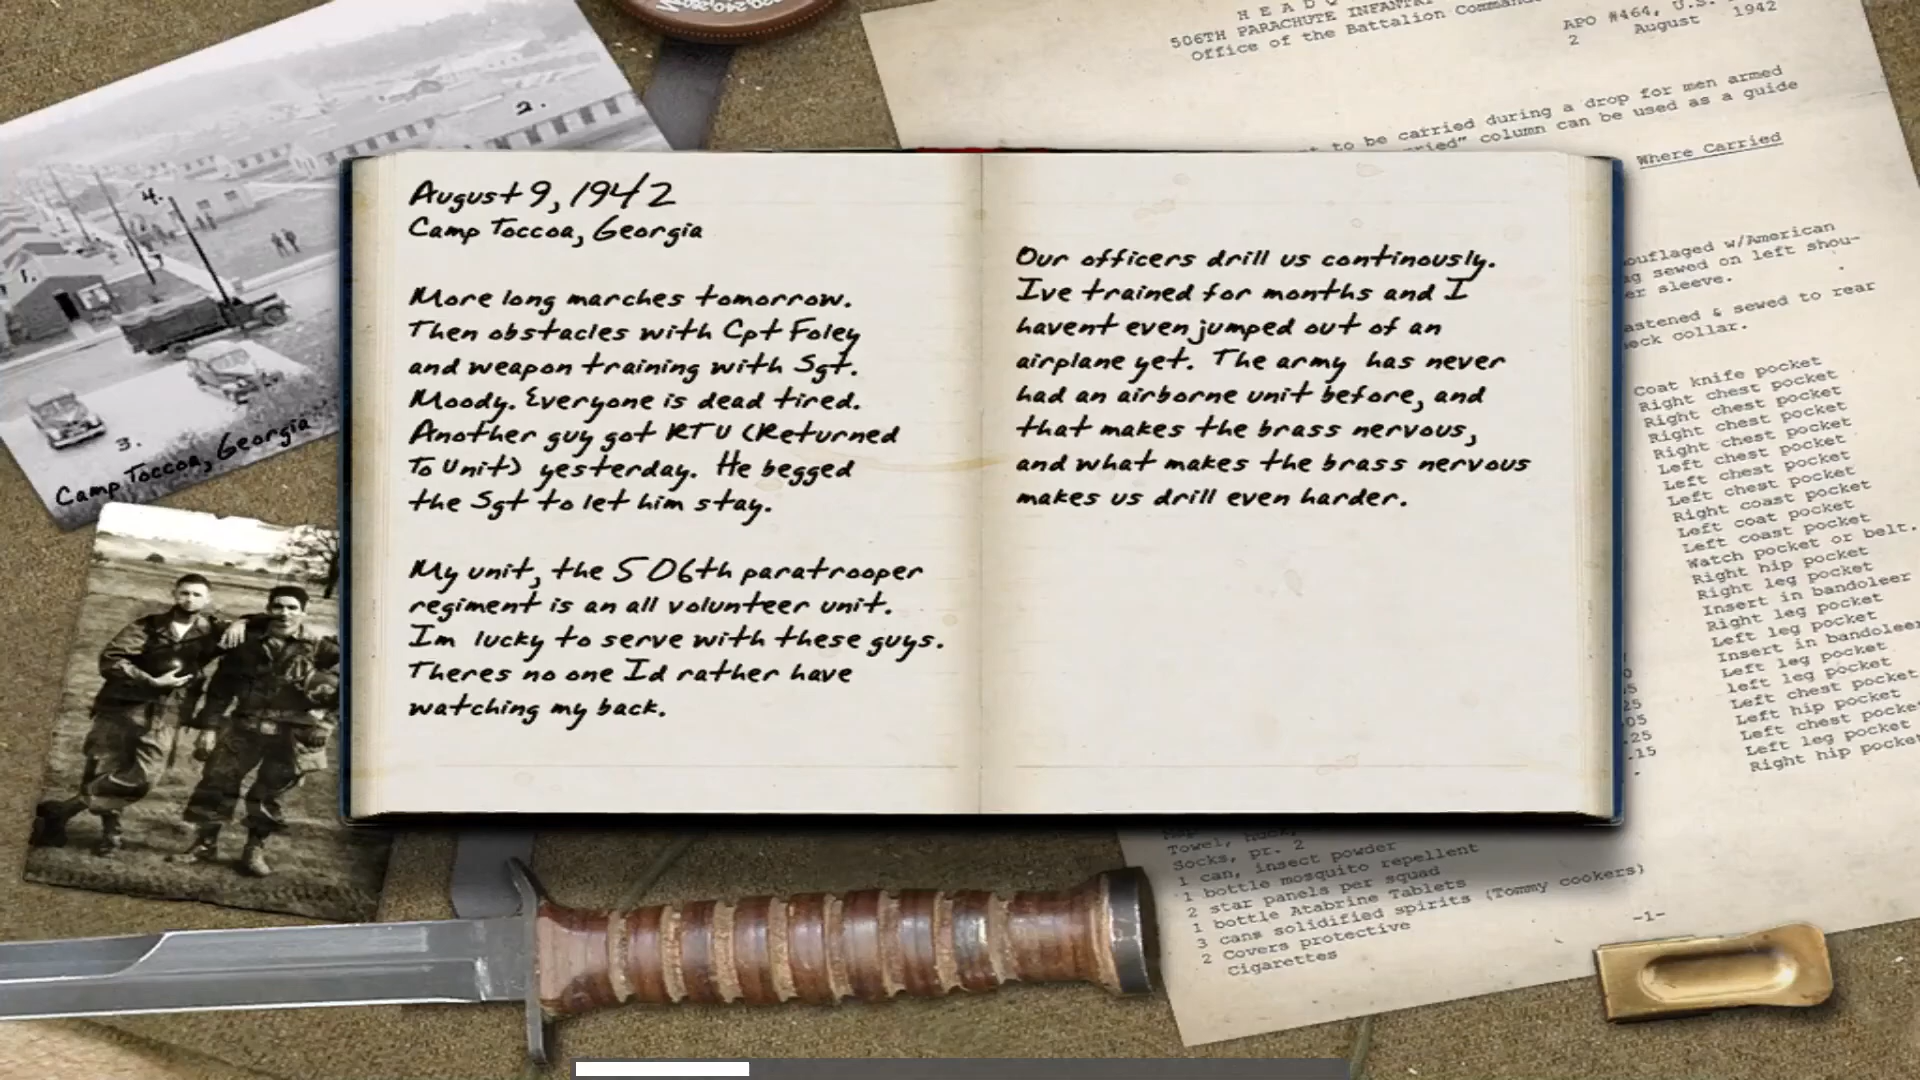 August 9, 1942
Camp Toccoa, Georgia
More long marches tomorrow.
Then obstacles with Cpt Foley
and weapon training with Sgt.
Moody. Everyone is dead tired.
Another guy got RTU (Returned
To Unit) yesterday. He begged
the Sgt to let him stay.
My unit, the 506th paratrooper
regiment is an all volunteer unit.
Im lucky to serve with these guys.
Theres no one Id rather have
watching my back.
Our officers drill us continously.
Ive trained for months and I
havent even jumped out of an
airplane yet. The army has never
had an airborne unit before, and
that makes the brass nervous,
and what makes the brass nervous
makes us drill even harder.
1.
2.
3.
4.
Camp Toccoa, Georgia
506TH PARACHUTE
Office of the Battalion
APO #464, U.S.
2 August 1942
to be carried during a drop for men armed
column can be used as a guide
Where Carried
w/American
sewed on left shou-
er sleeve.
& sewed to rear
collar.
Coat knife pocket
Right chest pocket
Right chest pocket
Right chest pocket
Right chest pocket
Left chest pocket
Left chest pocket
Left chest pocket
Right coast pocket
Left coat pocket
Left coast pocket
Watch pocket or belt.
Right hip pocket
Right leg pocket
Insert in bandoleer
Right leg pocket
Left leg pocket
Insert in bandoleer
Left leg pocket
left leg pocket
Left chest pocket
Left hip pocket
Left chest pocket
Left leg pocket
Right hip pocket
25
05
.25
.15
Towel, huck,
Socks, pr. 2
1 can, insect powder
1 bottle mosquito repellent
2 star panels per squad
1 bottle Atabrine Tablets
3 cans solidified spirits (Tommy cookers)
2 Covers protective
Cigarettes
-1-